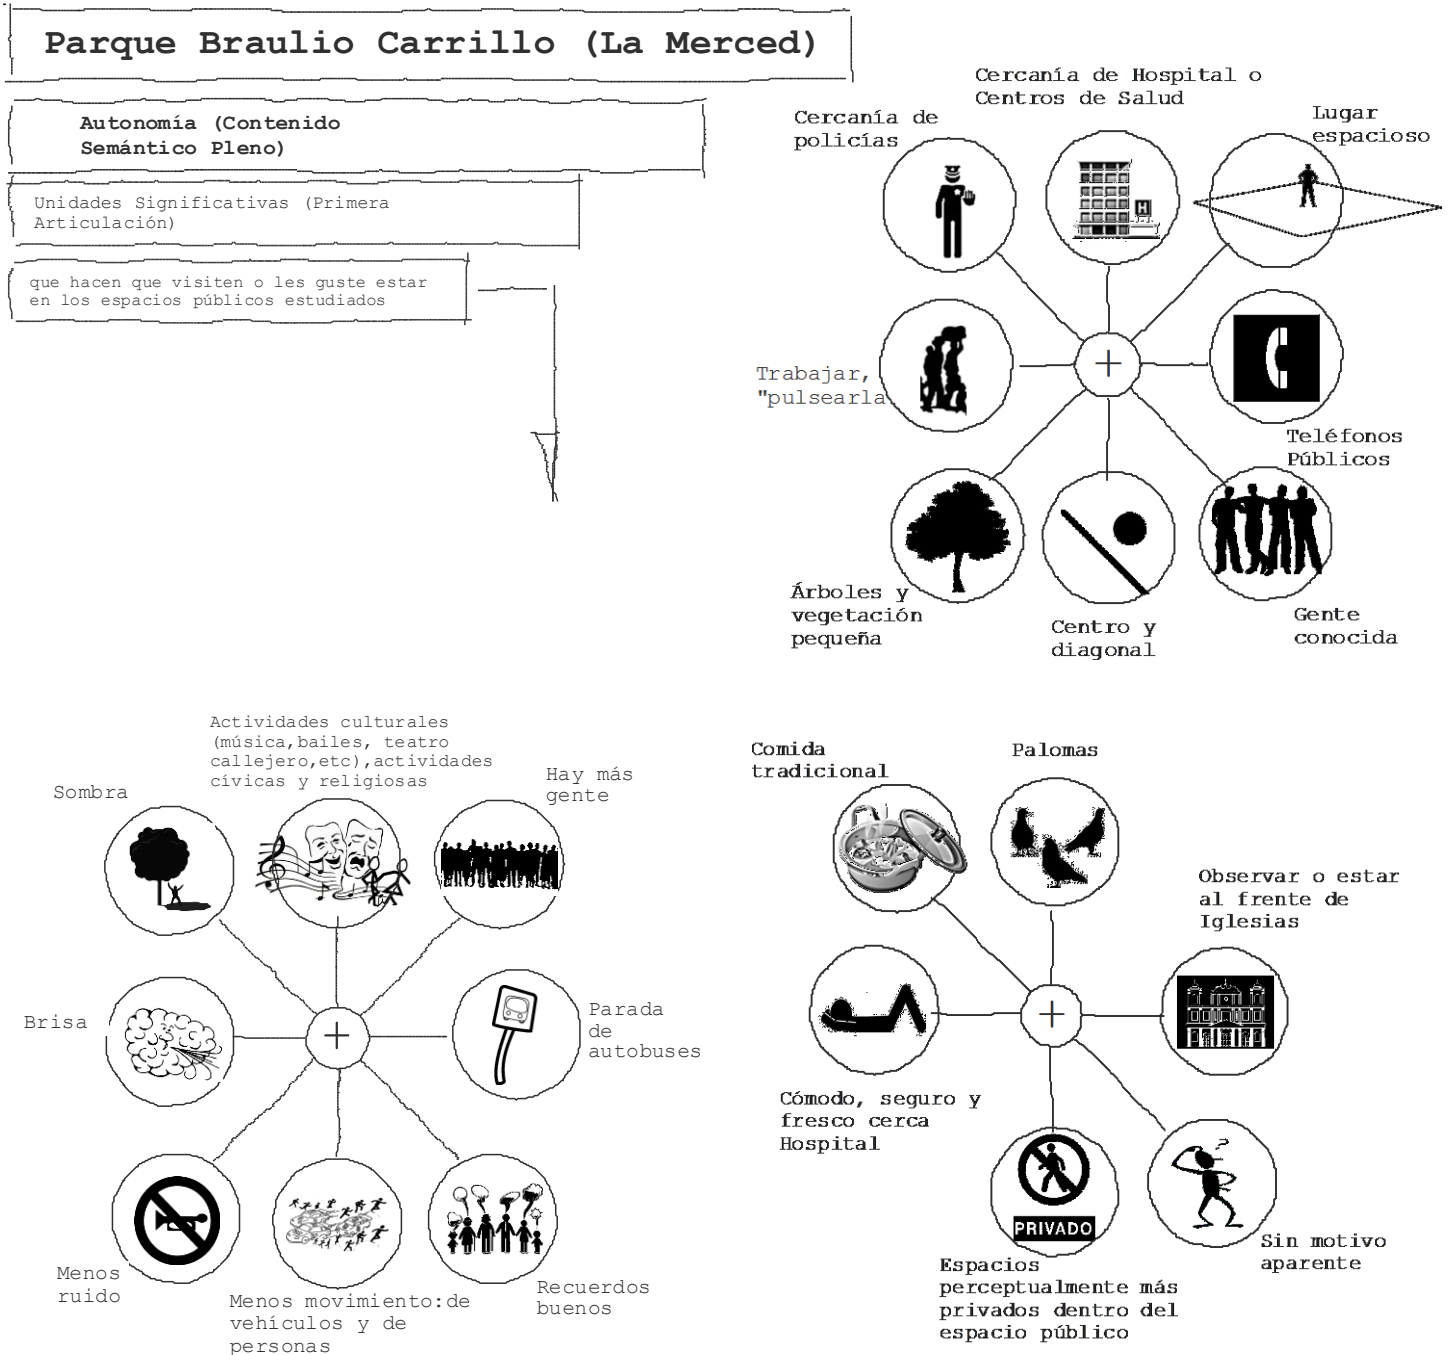 Parque Braulio Carrillo (La Merced)
Autonomía (Contenido
Semántico Pleno)
Unidades Significativas (Primera
Articulación)
que hacen que visiten o les guste estar
en los espacios públicos estudiados
Cercanía de
policías
Cercanía de Hospital o
Centros de Salud
H
Lugar
espacioso
Trabajar,
"pulsearla
+
Teléfonos
Públicos
Árboles y
vegetación
pequeña
Centro y
diagonal
Gente
conocida
Sombra
Actividades culturales
(música,bailes, teatro
callejero,etc),actividades
cívicas y religiosas
Hay más
gente
Brisa
+
Parada
de
autobuses
Menos
ruido
Menos movimiento:de
vehículos y de
personas
Recuerdos
buenos
Comida
tradicional
Palomas
Observar o estar
al frente de
Iglesias
+
Cómodo, seguro y
fresco cerca
Hospital
PRIVADO
Espacios
perceptualmente más
privados dentro del
espacio público
?
Sin motivo
aparente